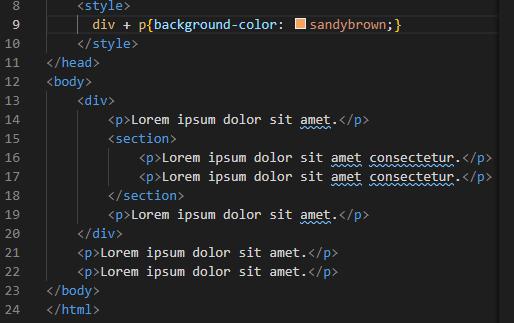 8 <style>
9 div + p{background-color: sandybrown;}
10 </style>
11 </head>
12 <body>
13 <div>
14 <p>Lorem ipsum dolor sit amet.</p>
15 <section>
16 <p>Lorem ipsum dolor sit amet consectetur.</p>
17 <p>Lorem ipsum dolor sit amet consectetur.</p>
18 </section>
19 <p>Lorem ipsum dolor sit amet.</p>
20 </div>
21 <p>Lorem ipsum dolor sit amet.</p>
22 <p>Lorem ipsum dolor sit amet.</p>
23 </body>
24 </html>